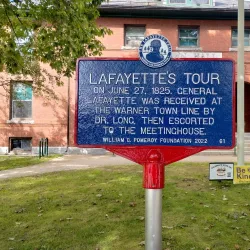 LAFAYETTE'S TOUR
ON JUNE 27, 1825, GENERAL
LAFAYETTE WAS RECEIVED AT
THE WARNER TOWN LINE BY
DR. LONG, THEN ESCORTED
TO THE MEETINGHOUSE.
WILLIAM G. POMEROY FOUNDATION 2022 61